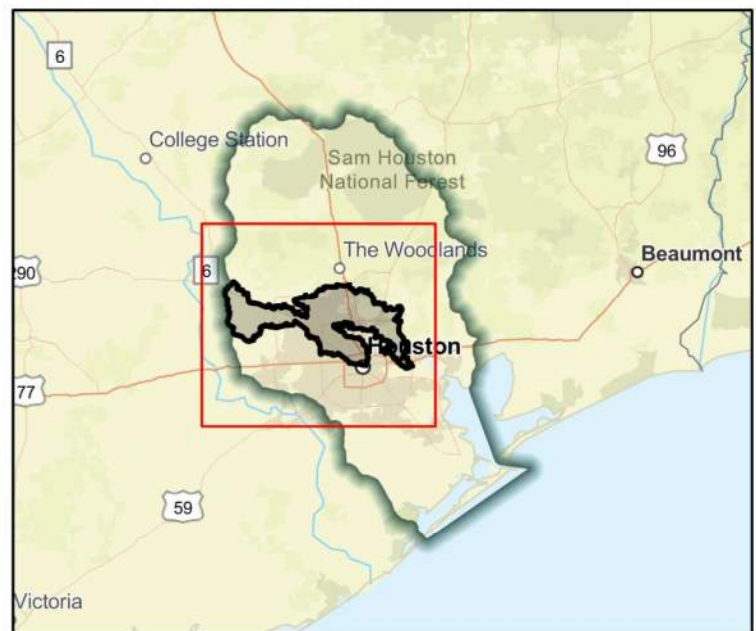 6
College Station
Sam Houston
National Forest
96
The Woodlands
Beaumont
290
6
Houston
77
59
Victoria